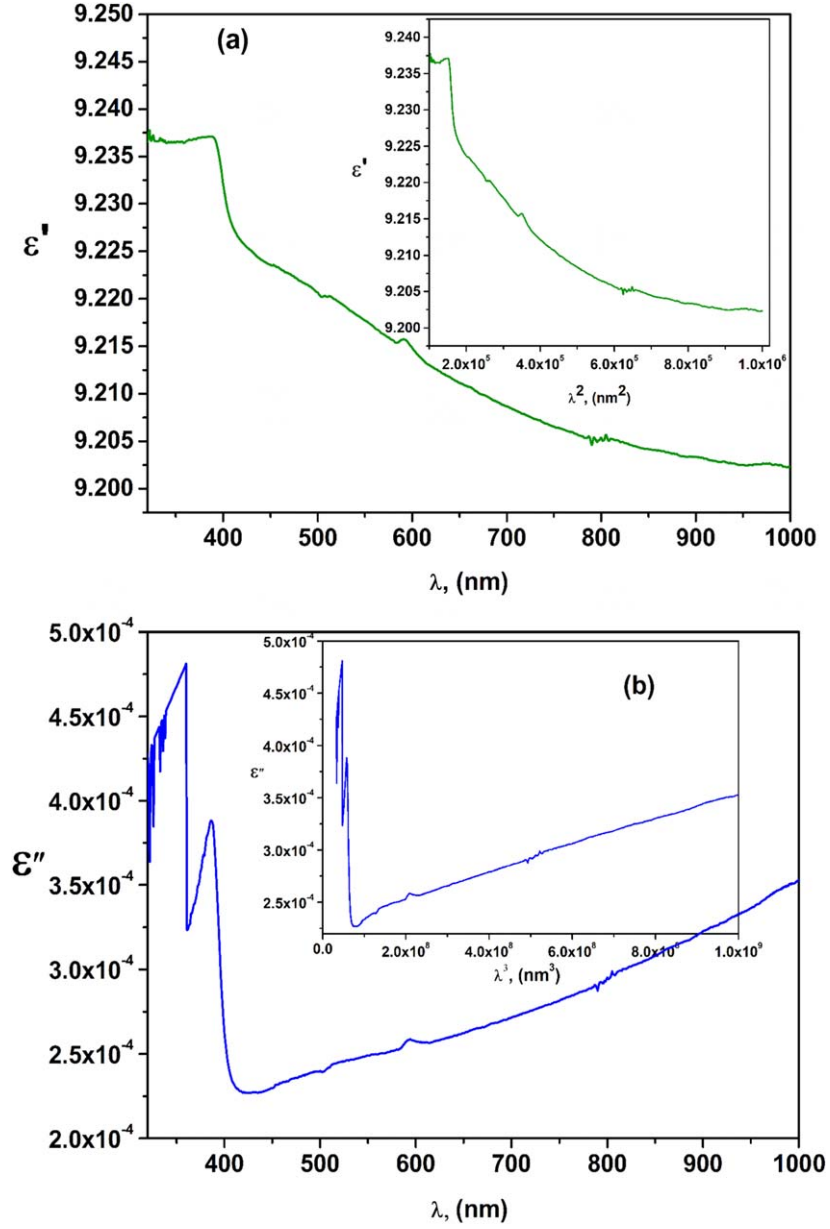 (a)
9.250
9.245
9.240
9.235
9.230
9.225
9.220
9.215
9.210
9.205
9.200
ε'
400 500 600 700 800 900 1000
λ, (nm)
9.240
9.235
9.230
9.225
9.220
9.215
9.210
9.205
9.200
ε'
2.0x10⁵ 4.0x10⁵ 6.0x10⁵ 8.0x10⁵ 1.0x10⁶
λ², (nm²)
(b)
5.0x10⁻⁴
4.5x10⁻⁴
4.0x10⁻⁴
3.5x10⁻⁴
3.0x10⁻⁴
2.5x10⁻⁴
2.0x10⁻⁴
ε″
400 500 600 700 800 900 1000
λ, (nm)
5.0x10⁻⁴
4.5x10⁻⁴
4.0x10⁻⁴
3.5x10⁻⁴
3.0x10⁻⁴
2.5x10⁻⁴
ε″
0.0 2.0x10⁸ 4.0x10⁸ 6.0x10⁸ 8.0x10⁸ 1.0x10⁹
λ³, (nm³)